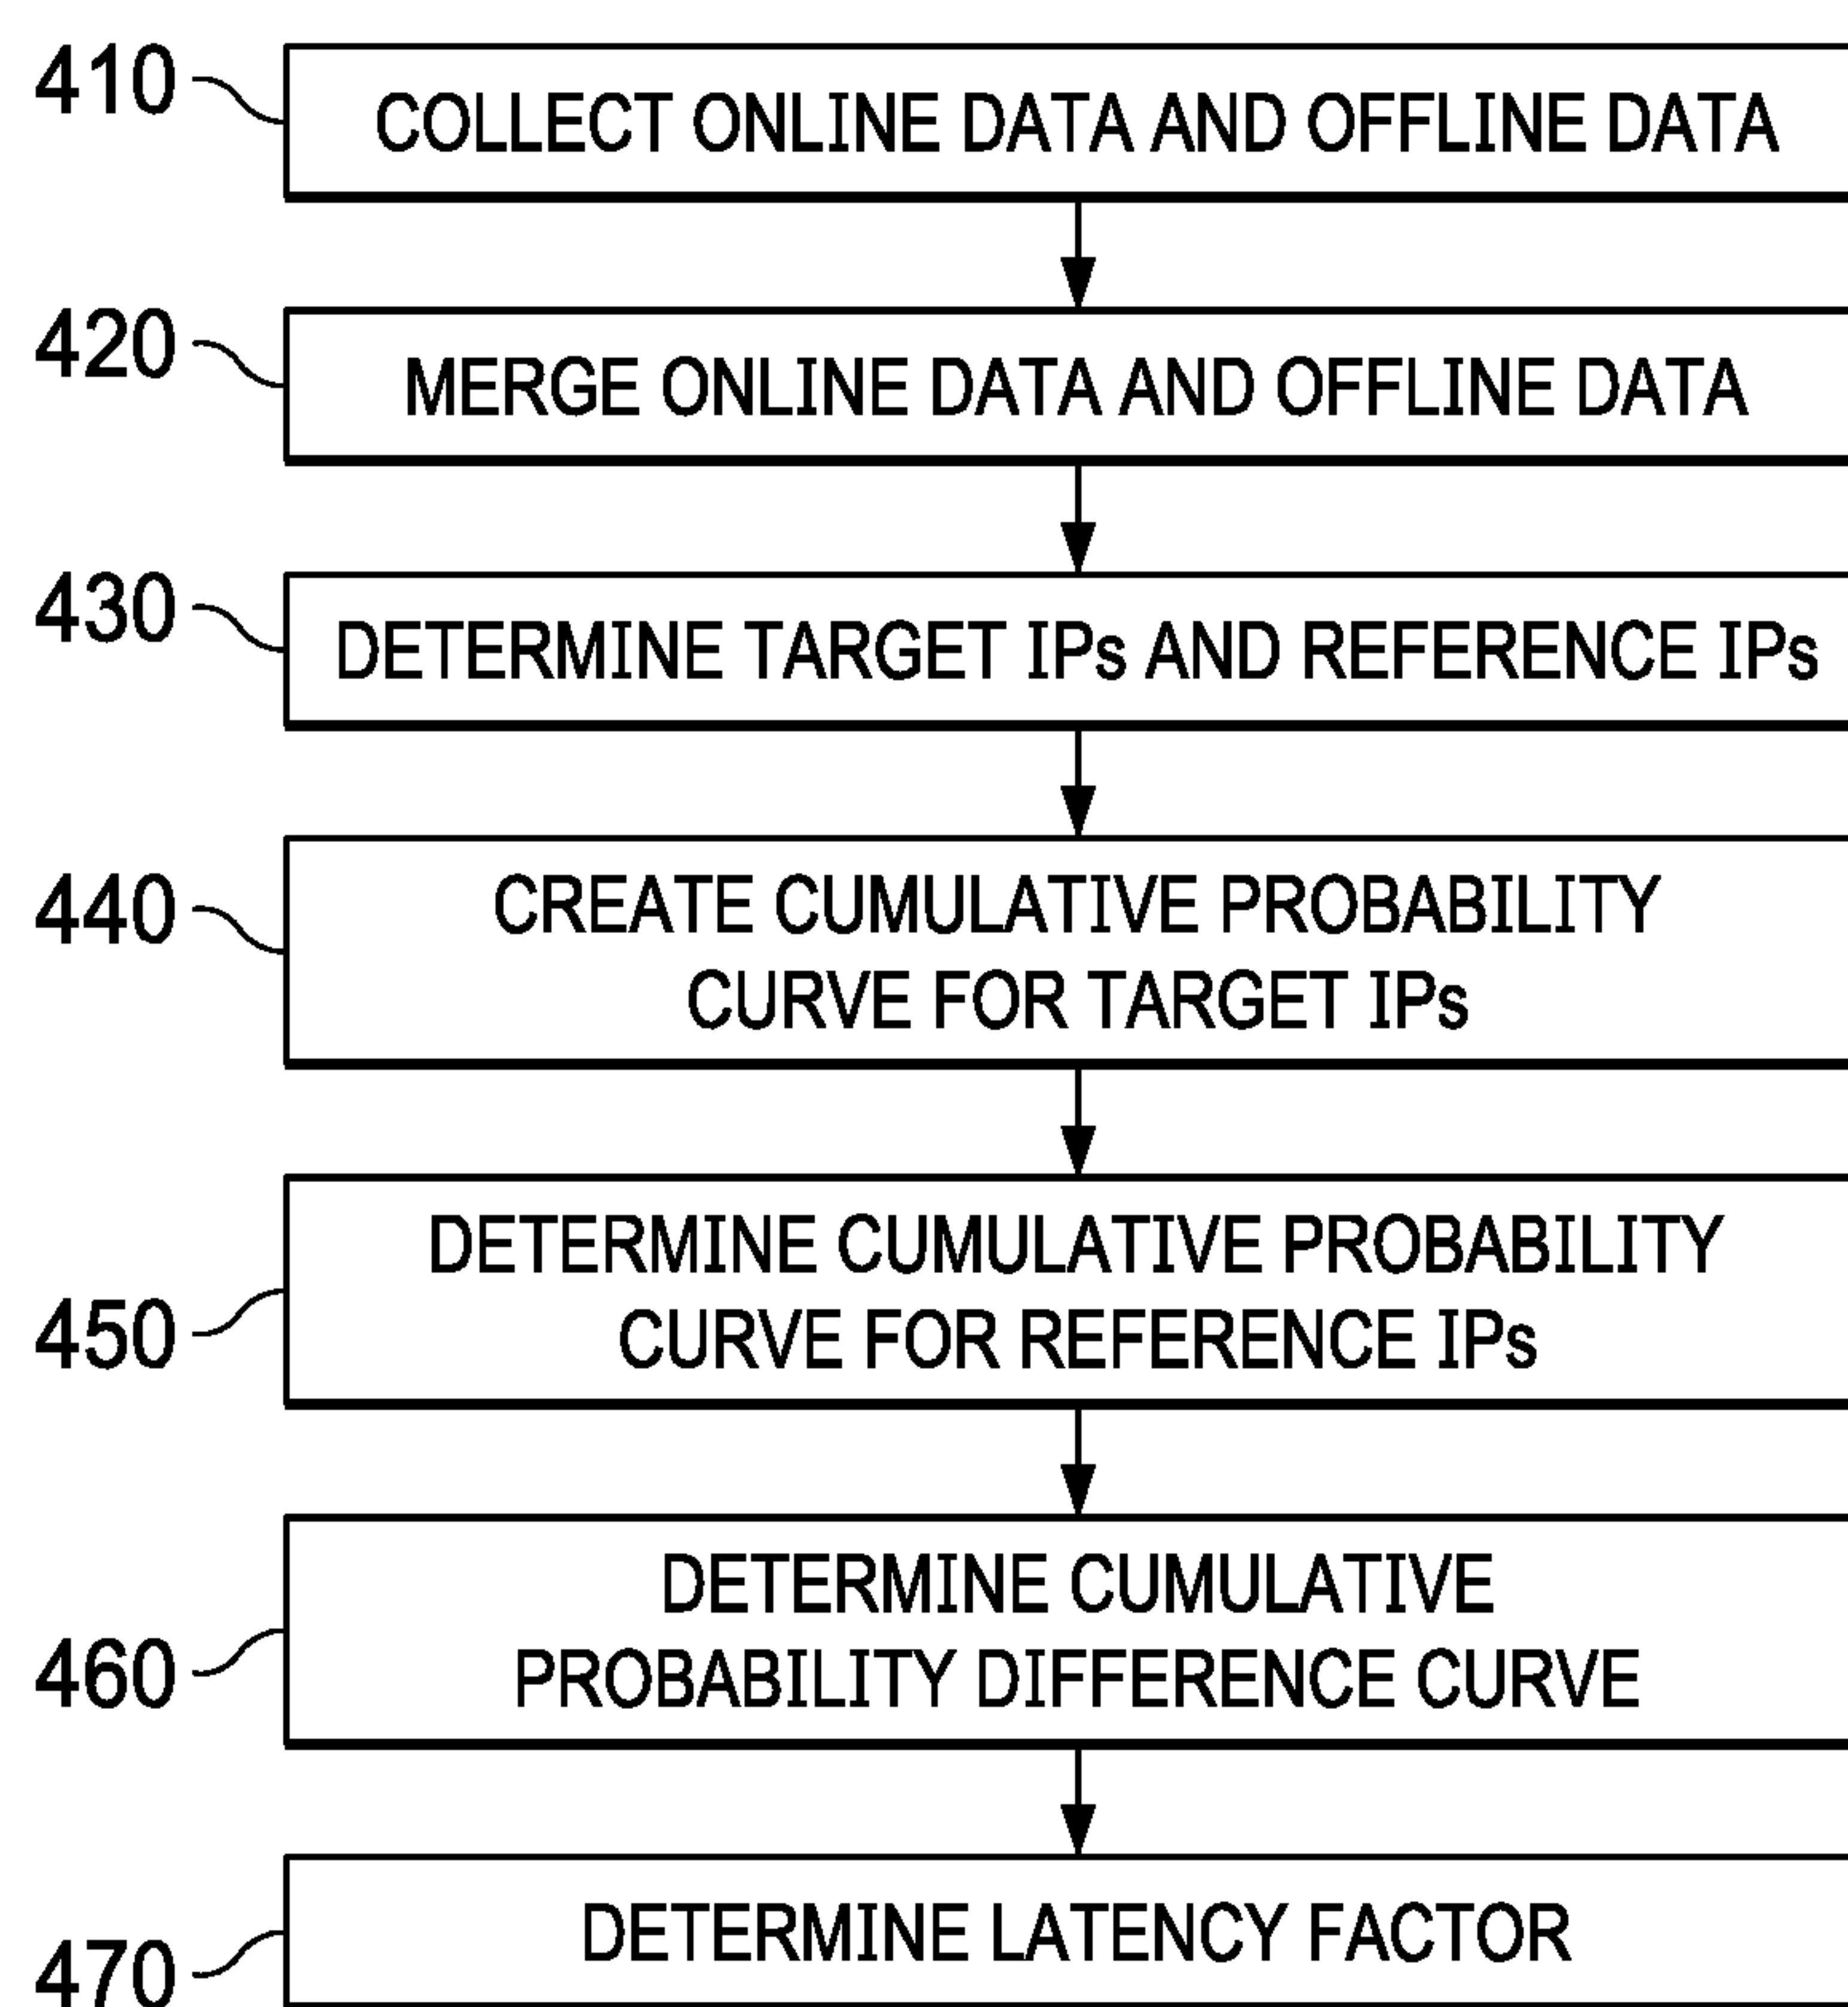 410
COLLECT ONLINE DATA AND OFFLINE DATA
420
MERGE ONLINE DATA AND OFFLINE DATA
430
DETERMINE TARGET IPs AND REFERENCE IPs
440
CREATE CUMULATIVE PROBABILITY
CURVE FOR TARGET IPs
450
DETERMINE CUMULATIVE PROBABILITY
CURVE FOR REFERENCE IPs
460
DETERMINE CUMULATIVE
PROBABILITY DIFFERENCE CURVE
470
DETERMINE LATENCY FACTOR